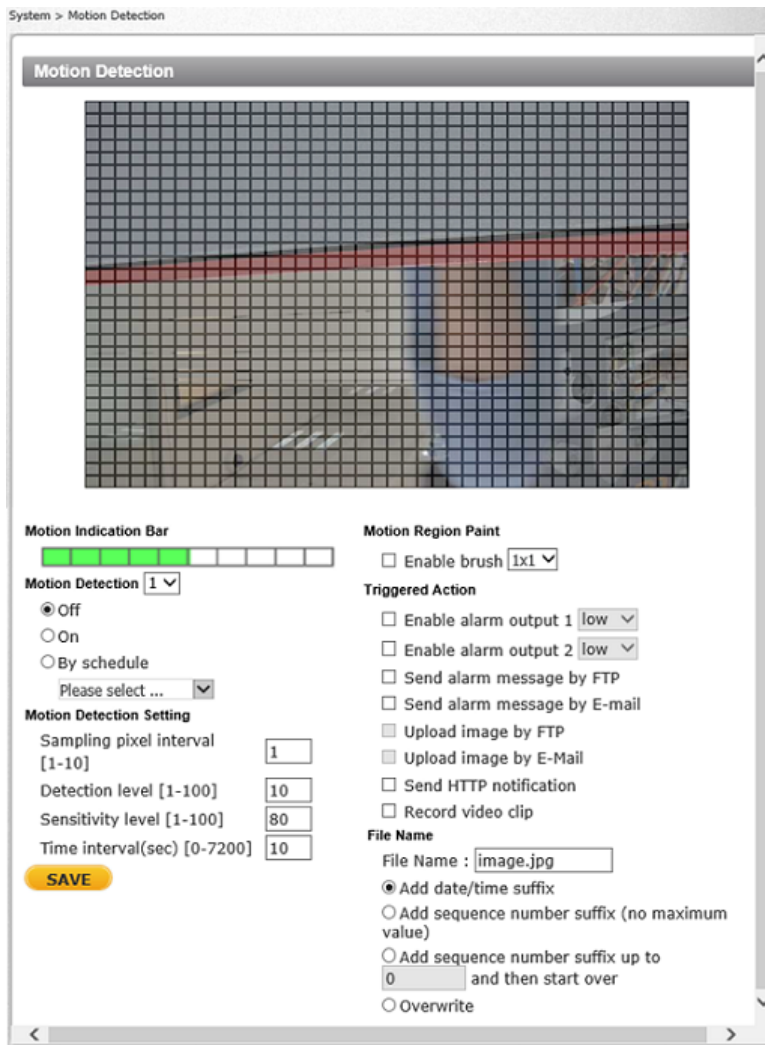 System > Motion Detection
Motion Detection
Motion Indication Bar
Motion Detection 1
Off
On
By schedule
Please select ...
Motion Detection Setting
Sampling pixel interval
[1-10]
1
Detection level [1-100] 10
Sensitivity level [1-100] 80
Time interval(sec) [0-7200] 10
SAVE
Motion Region Paint
Enable brush 1x1
Triggered Action
Enable alarm output 1 low
Enable alarm output 2 low
Send alarm message by FTP
Send alarm message by E-mail
Upload image by FTP
Upload image by E-Mail
Send HTTP notification
Record video clip
File Name
File Name : image.jpg
Add date/time suffix
Add sequence number suffix (no maximum
value)
Add sequence number suffix up to
0 and then start over
Overwrite